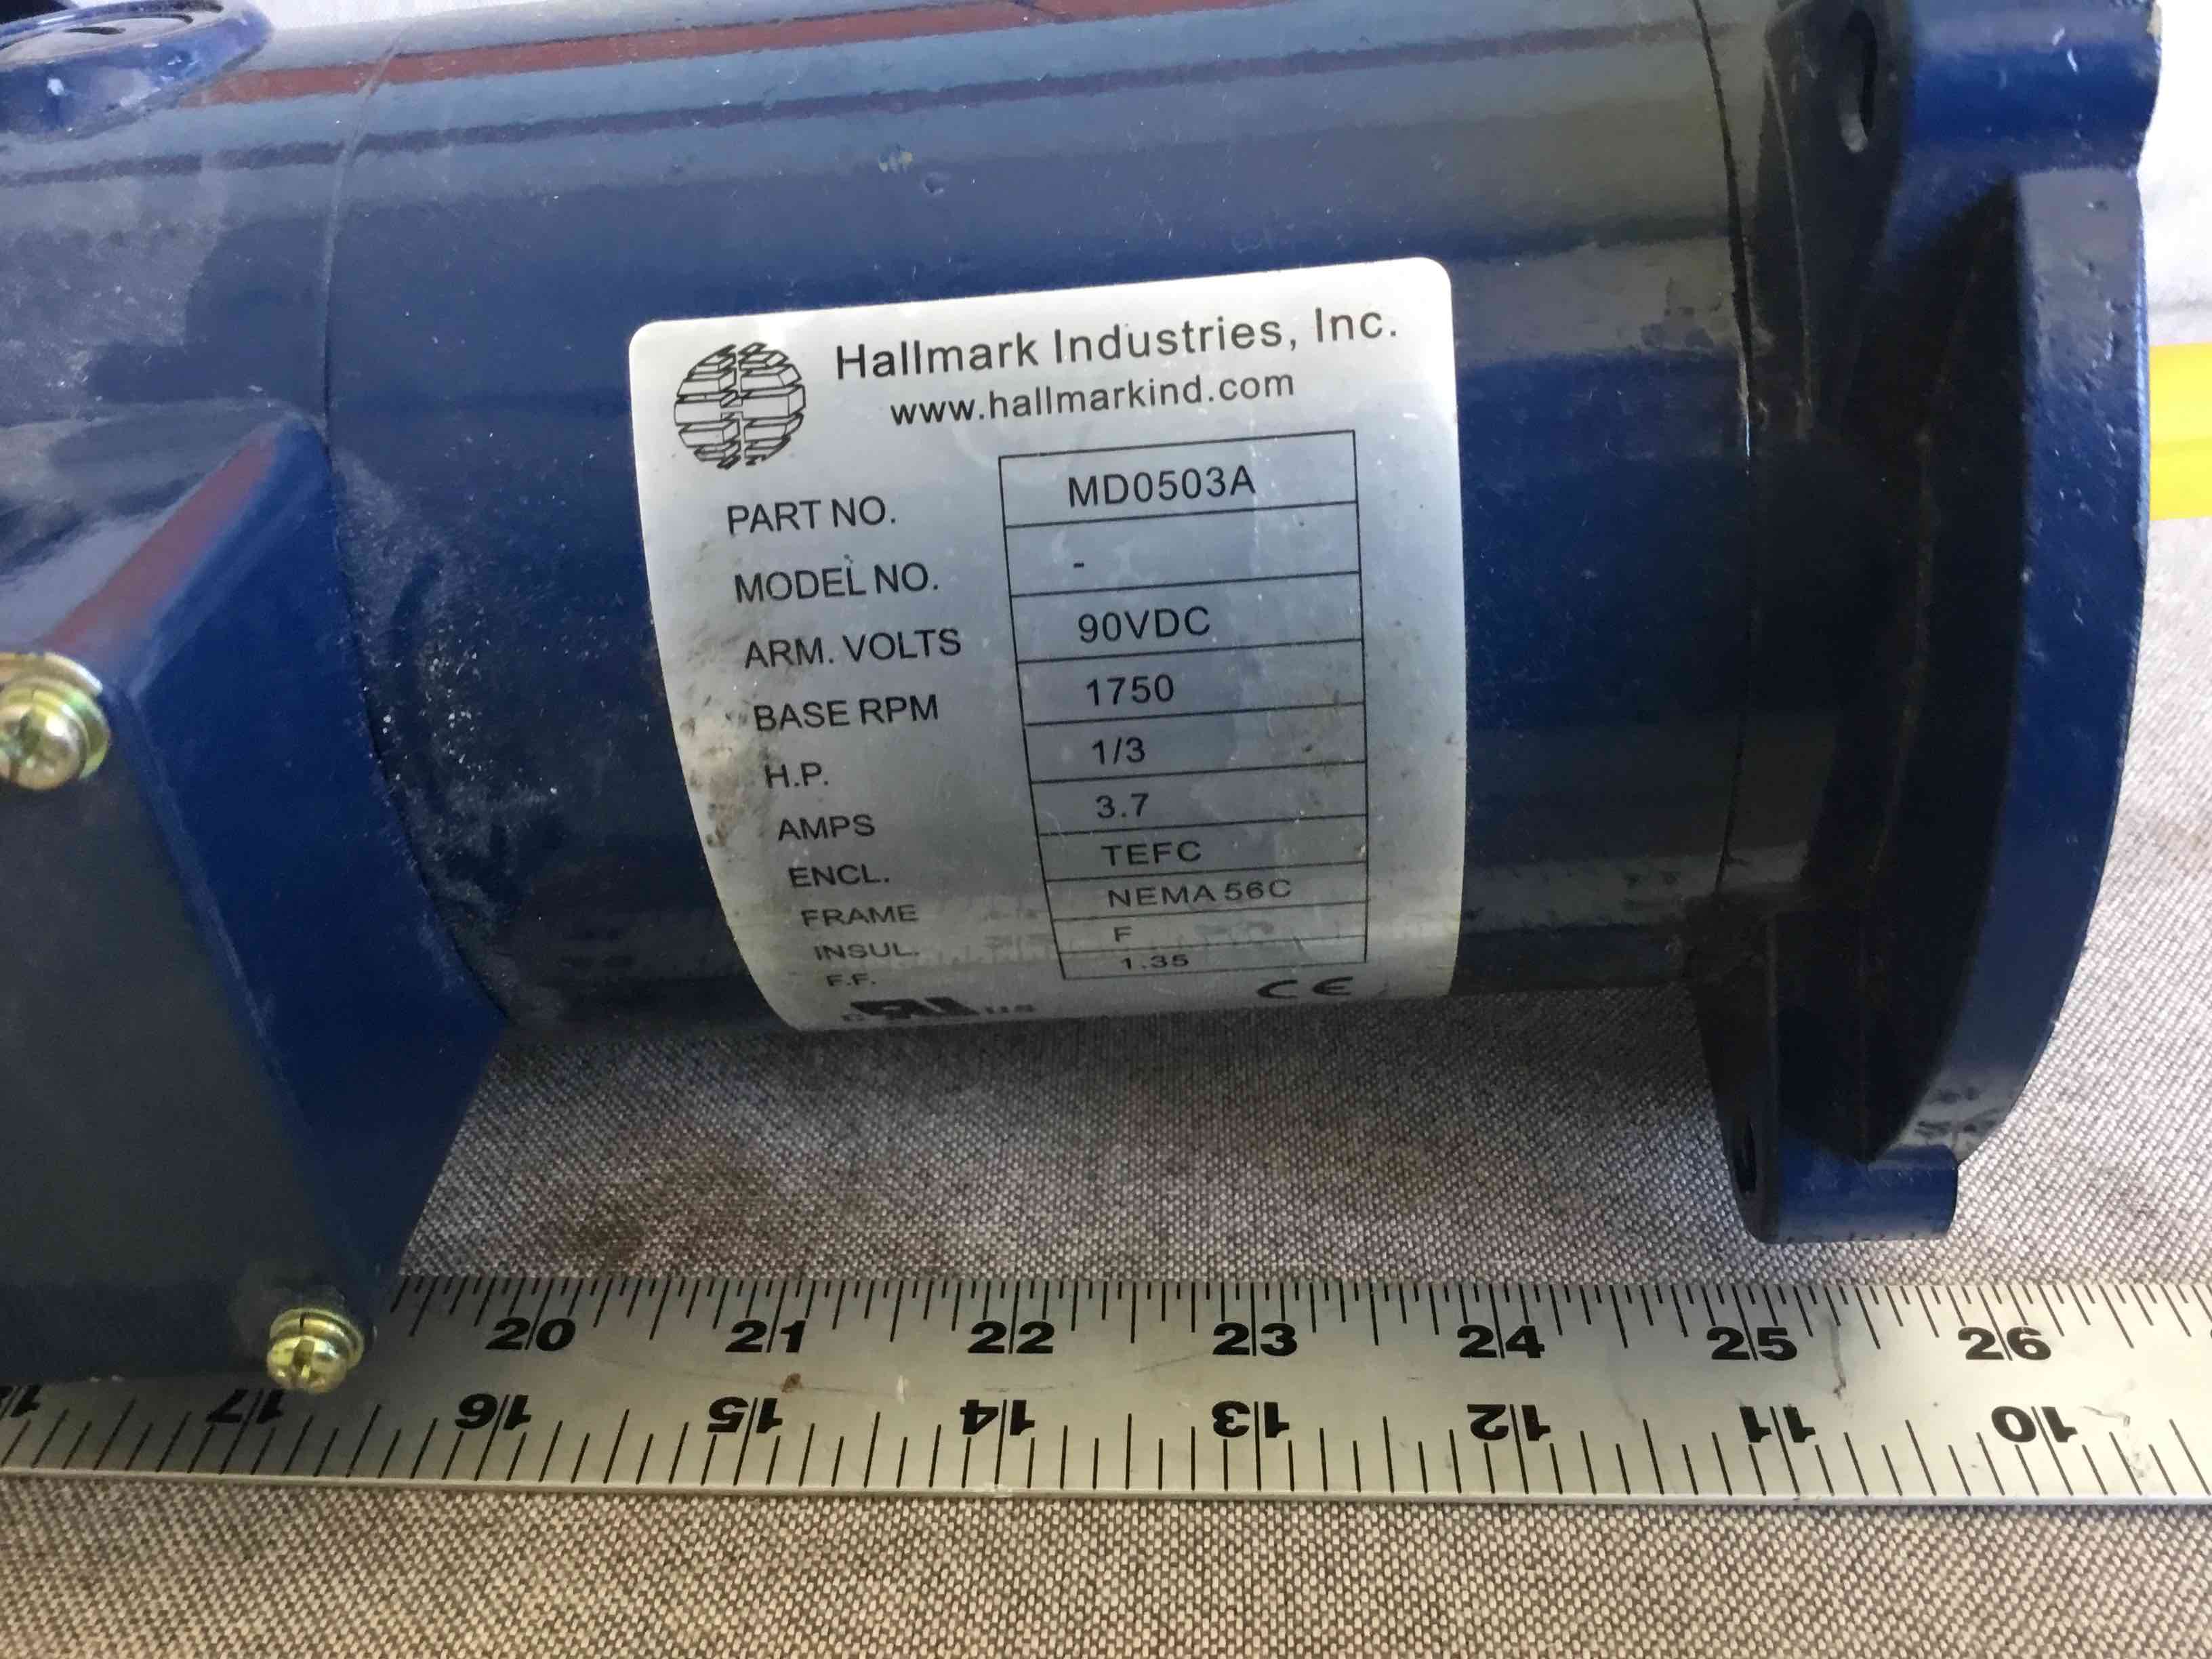 Hallmark Industries, Inc.
www.hallmarkind.com
PART NO. MD0503A
MODEL NO. -
ARM. VOLTS 90VDC
BASE RPM 1750
H.P. 1/3
AMPS 3.7
ENCL. TEFC
FRAME NEMA 56C
INSUL. F
F.F. 1.35
c US CE
20 21 22 23 24 25 26
17 16 15 14 13 12 11 10